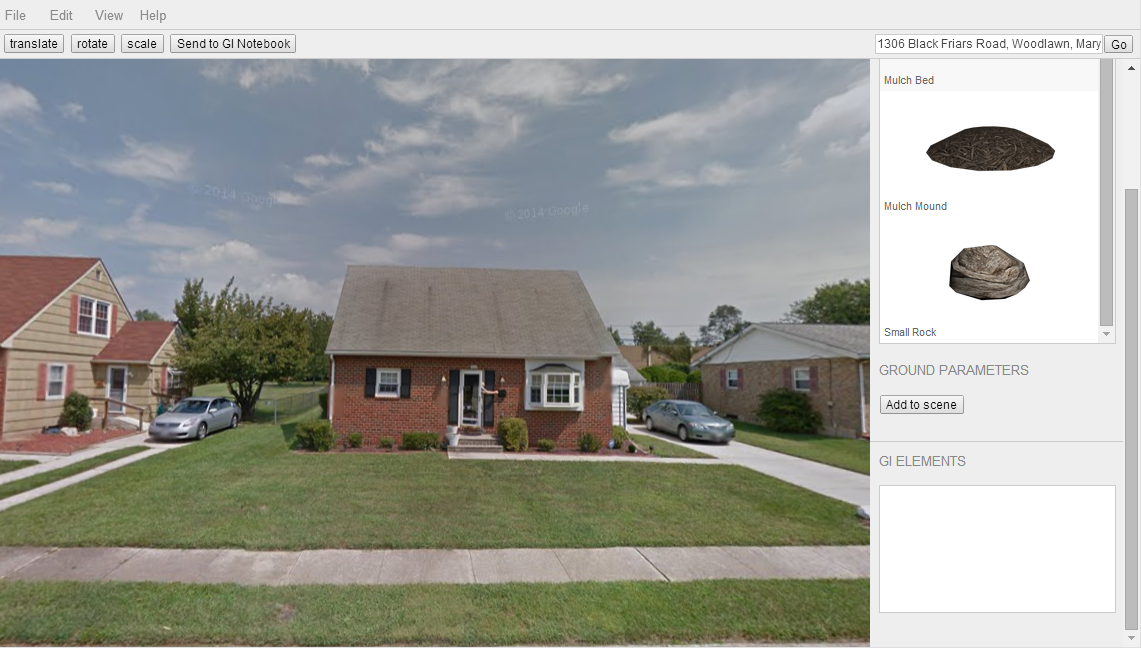 File Edit View Help
translate rotate scale Send to GI Notebook 1306 Black Friars Road, Woodlawn, Mary Go
Mulch Bed
© 2014 Google
© 2014 Google
Mulch Mound
Small Rock
GROUND PARAMETERS
Add to scene
GI ELEMENTS